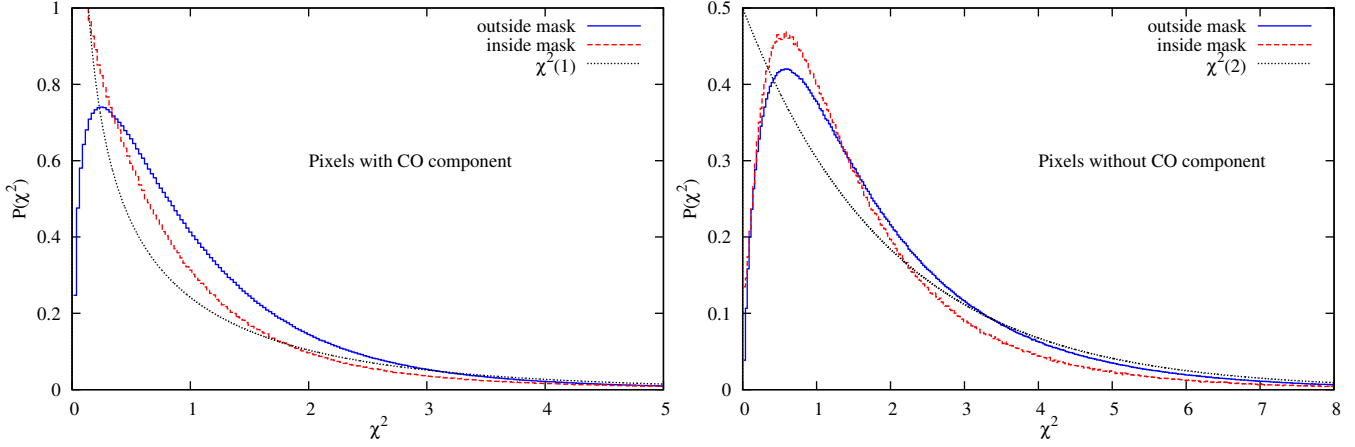 1
0.8
0.6
0.4
0.2
0
P(χ²)
outside mask
inside mask
χ²(1)
Pixels with CO component
0 1 2 3 4 5
χ²
0.5
0.4
0.3
0.2
0.1
0
P(χ²)
outside mask
inside mask
χ²(2)
Pixels without CO component
0 1 2 3 4 5 6 7 8
χ²